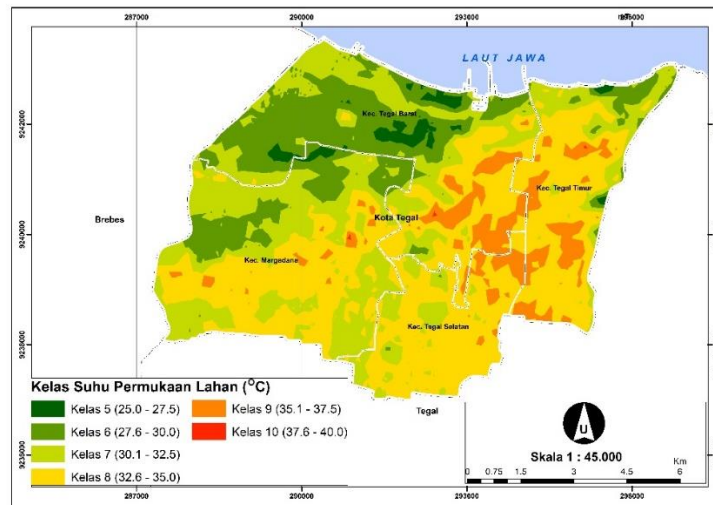 287000 290000 293000
LAUT JAWA
9242000
Kec. Tegal Barat
Kec. Tegal Timur
Brebes
9240000
Kota Tegal
Kec. Margadana
Kec. Tegal Selatan
Kelas Suhu Permukaan Lahan (°C)
Kelas 5 (25.0 - 27.5)
Kelas 6 (27.6 - 30.0)
Kelas 7 (30.1 - 32.5)
Kelas 8 (32.6 - 35.0)
Kelas 9 (35.1 - 37.5)
Kelas 10 (37.6 - 40.0)
Tegal
U
Skala 1 : 45.000
Km
0 0.75 1.5 3 4.5 6
287000 290000 293000